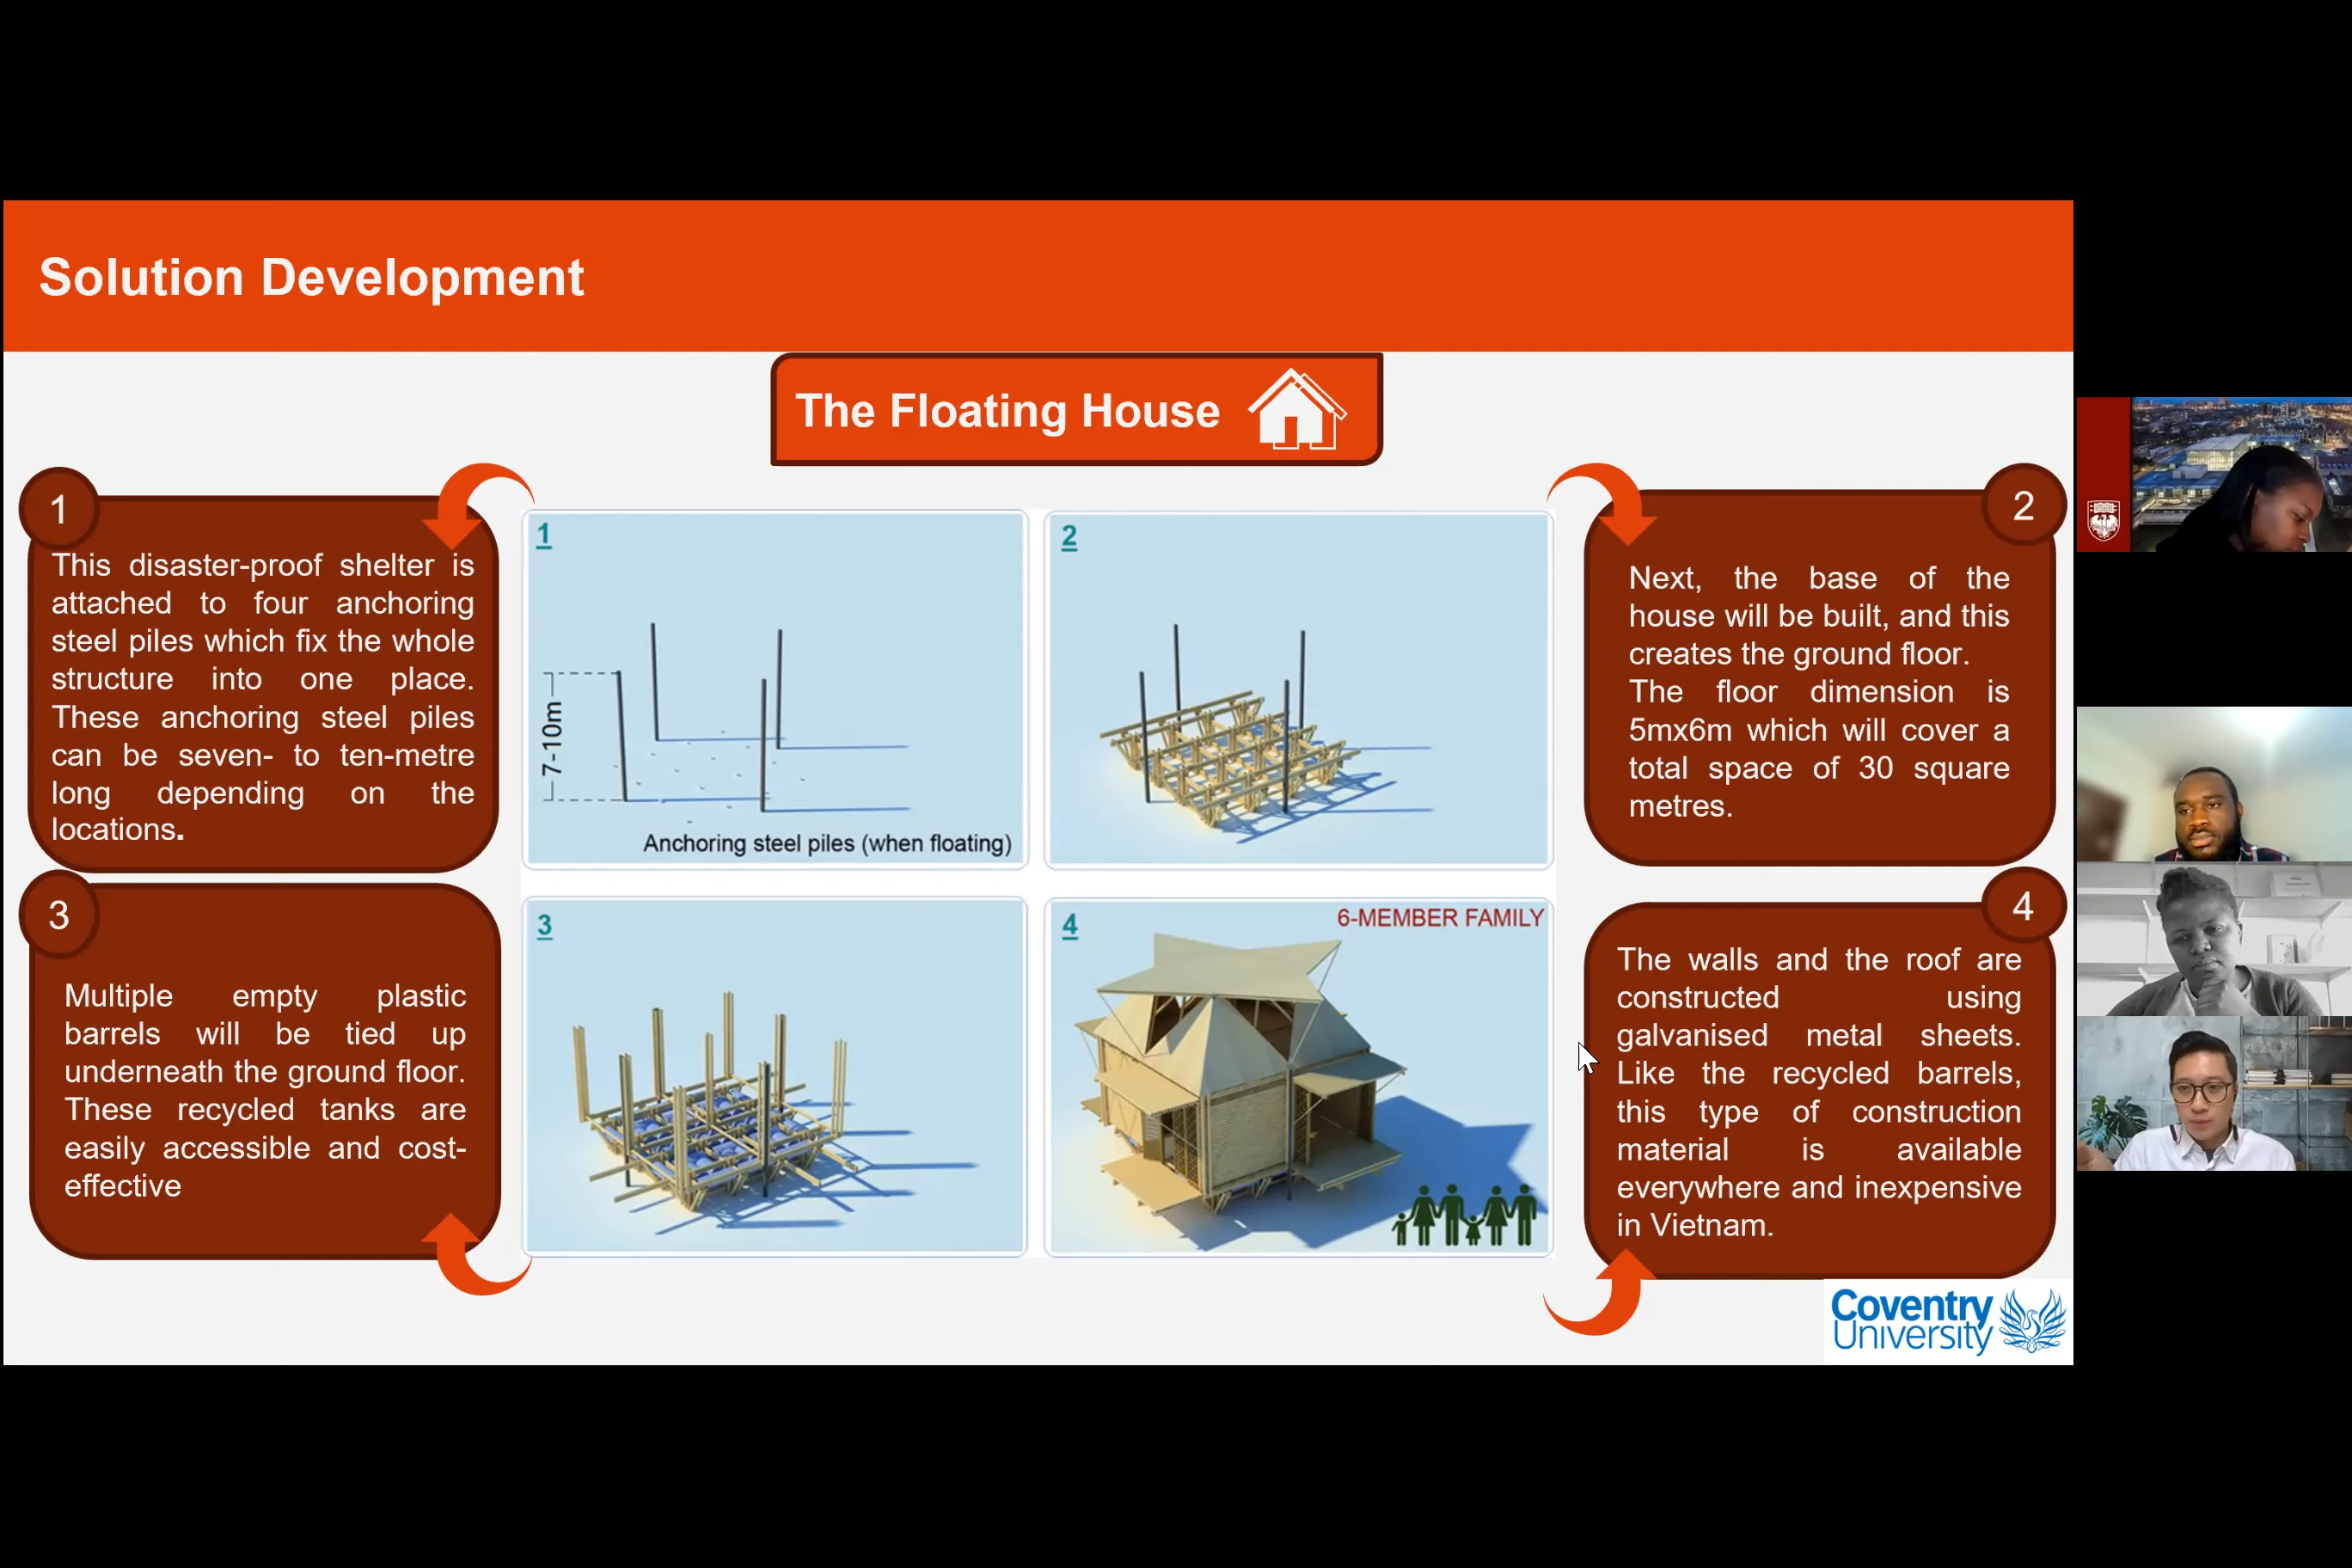 Solution Development
The Floating House
1
This disaster-proof shelter is
attached to four anchoring
steel piles which fix the whole
structure into one place.
These anchoring steel piles
can be seven- to ten-metre
long depending on the
locations.
1
7-10m
Anchoring steel piles (when floating)
2
2
Next, the base of the
house will be built, and this
creates the ground floor.
The floor dimension is
5mx6m which will cover a
total space of 30 square
metres.
3
Multiple empty plastic
barrels will be tied up
underneath the ground floor.
These recycled tanks are
easily accessible and cost-
effective
3
4
6-MEMBER FAMILY
4
The walls and the roof are
constructed using
galvanised metal sheets.
Like the recycled barrels,
this type of construction
material is available
everywhere and inexpensive
in Vietnam.
Coventry
University